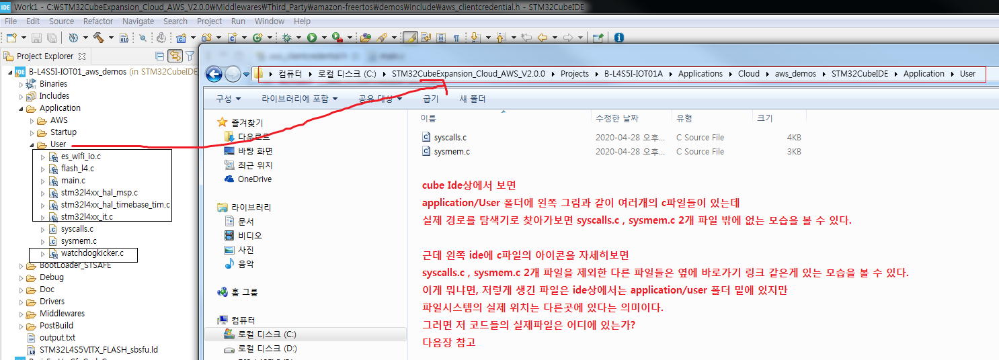 IDE Work1 - C:₩STM32CubeExpansion_Cloud_AWS_V2.0.0₩Middlewares₩Third_Party₩amazon-freertos₩demos₩include₩aws_clientcredential.h - STM32CubeIDE
File Edit Source Refactor Navigate Search Project Run Window Help
Project Explorer
IDE B-L4S5I-IOT01_aws_demos (in STM32CubeIDE
Binaries
Includes
Application
AWS
Startup
User
es_wifi_io.c
flash_l4.c
main.c
stm32l4xx_hal_msp.c
stm32l4xx_hal_timebase_tim.c
stm32l4xx_it.c
syscalls.c
sysmem.c
watchdogkicker.c
BootLoader_STSAFE
Debug
Doc
Drivers
Middlewares
PostBuild
output.txt
STM32L4S5VITX_FLASH_sbsfu.ld
컴퓨터 로컬 디스크 (C:) STM32CubeExpansion_Cloud_AWS_V2.0.0 Projects B-L4S5I-IOT01A Applications Cloud aws_demos STM32CubeIDE Application User
구성 라이브러리에 포함 공유 대상 굽기 새 폴더
즐겨찾기
다운로드
바탕 화면
최근 위치
OneDrive
라이브러리
문서
비디오
사진
음악
홈 그룹
컴퓨터
로컬 디스크 (C:)
로컬 디스크 (D:)
이름 수정한 날짜 유형 크기
syscalls.c 2020-04-28 오후... C Source File 4KB
sysmem.c 2020-04-28 오후... C Source File 3KB
cube Ide상에서 보면
application/User 폴더에 왼쪽 그림과 같이 여러개의 c파일들이 있는데
실제 경로를 탐색기로 찾아가보면 syscalls.c , sysmem.c 2개 파일 밖에 없는 모습을 볼 수 있다.
근데 왼쪽 ide에 c파일의 아이콘을 자세히보면
syscalls.c , sysmem.c 2개 파일을 제외한 다른 파일들은 옆에 바로가기 링크 같은게 있는 모습을 볼 수 있다.
이게 뭐냐면, 저렇게 생긴 파일은 ide상에서는 application/user 폴더 밑에 있지만
파일시스템의 실제 위치는 다른곳에 있다는 의미이다.
그러면 저 코드들의 실제파일은 어디에 있는가?
다음장 참고